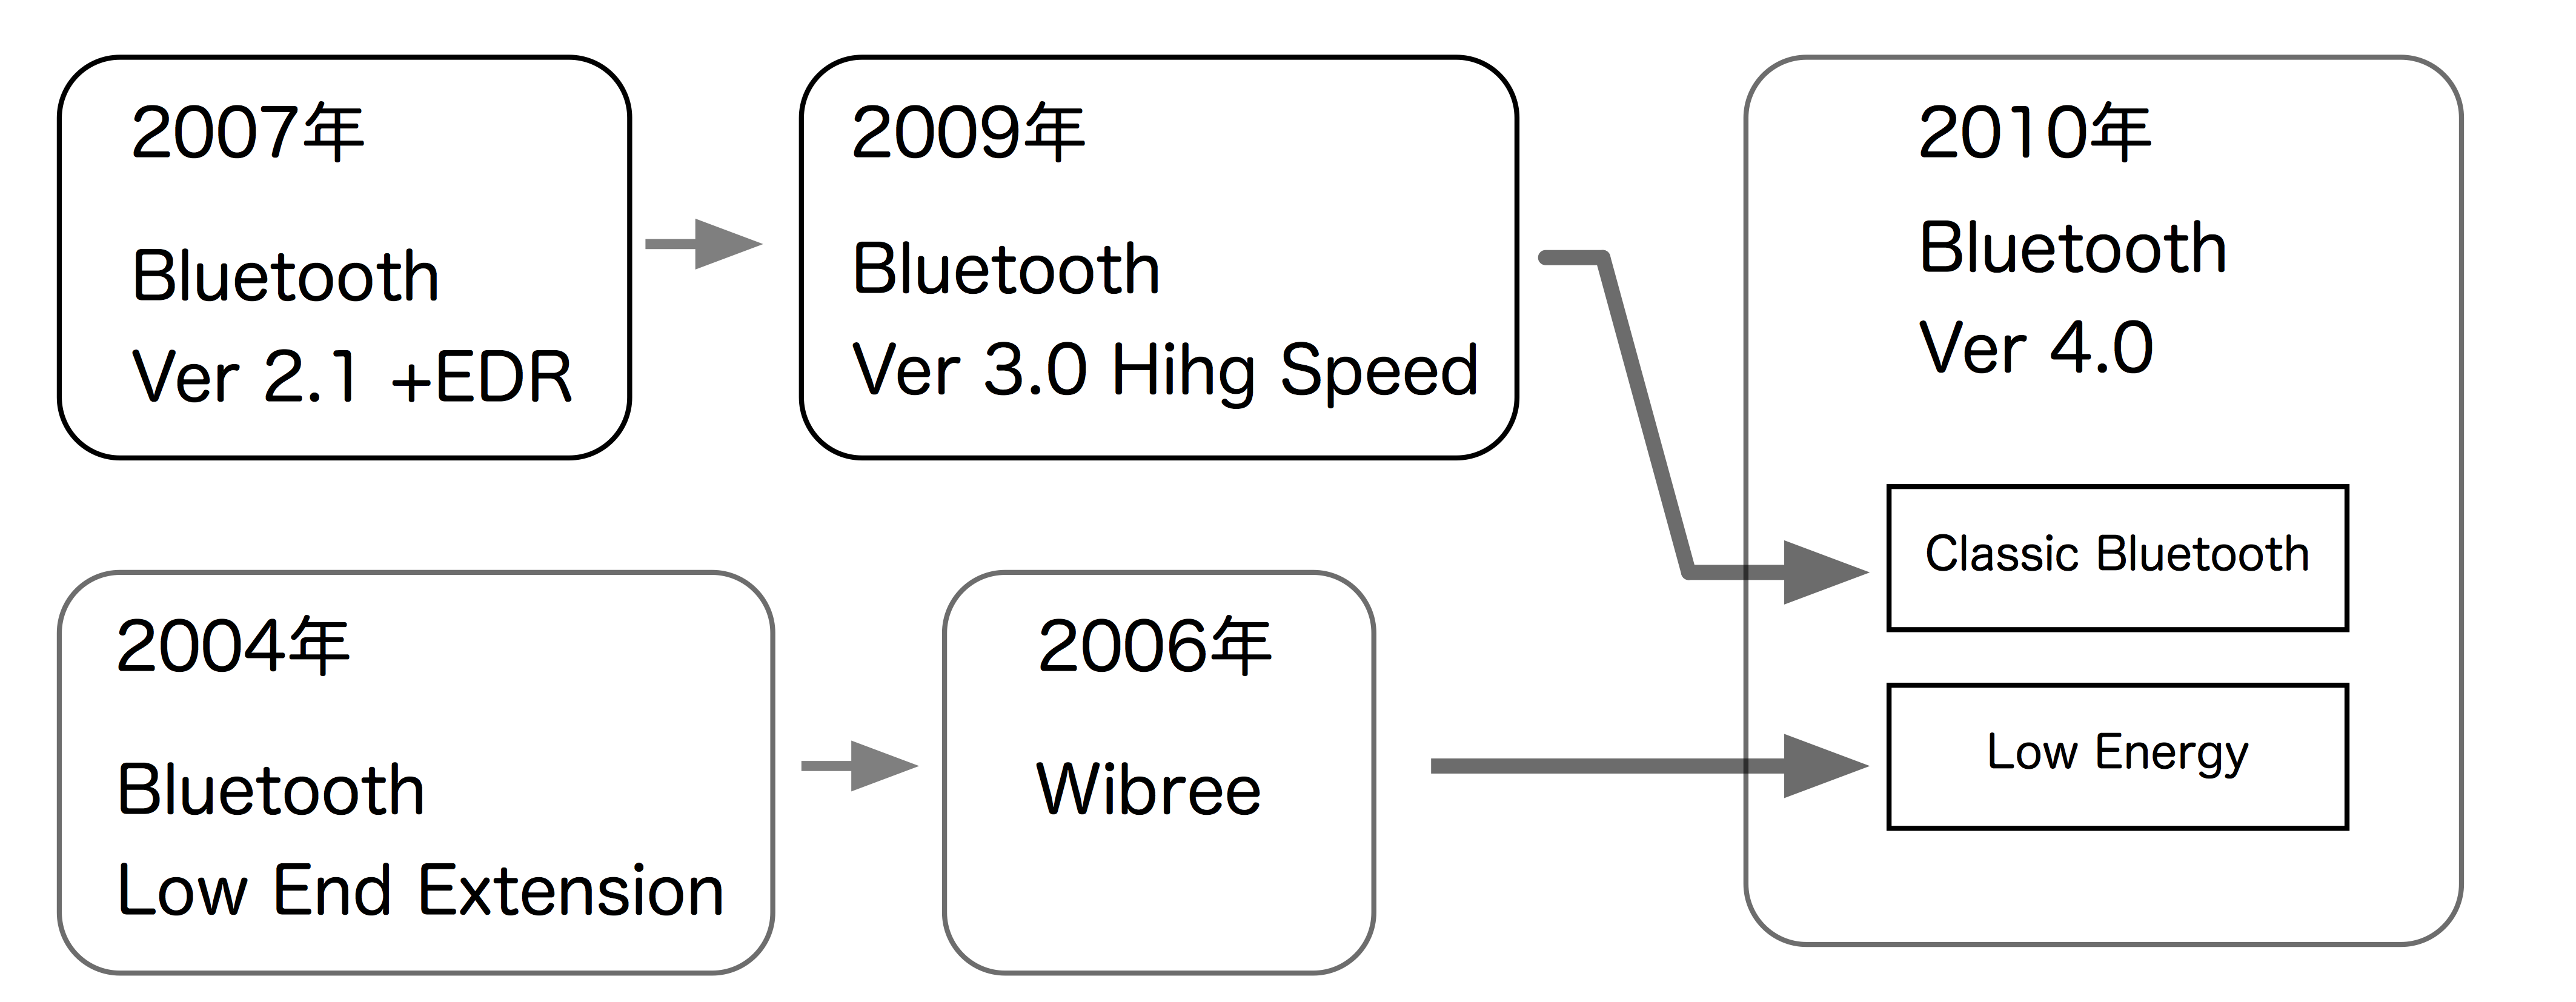 2007年
Bluetooth
Ver 2.1 +EDR
2009年
Bluetooth
Ver 3.0 Hihg Speed
2010年
Bluetooth
Ver 4.0
Classic Bluetooth
Low Energy
2004年
Bluetooth
Low End Extension
2006年
Wibree